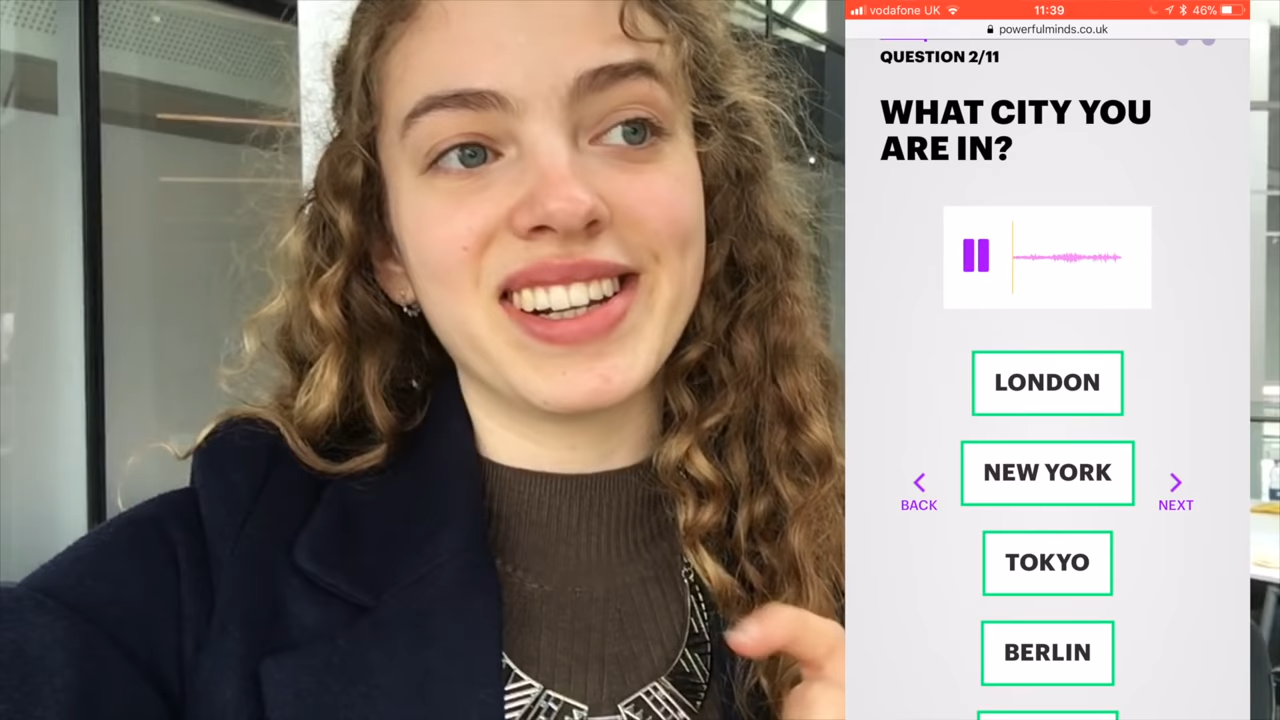 vodafone UK 11:39 46%
powerfulminds.co.uk
QUESTION 2/11
WHAT CITY YOU
ARE IN?
LONDON
NEW YORK
BACK
NEXT
TOKYO
BERLIN